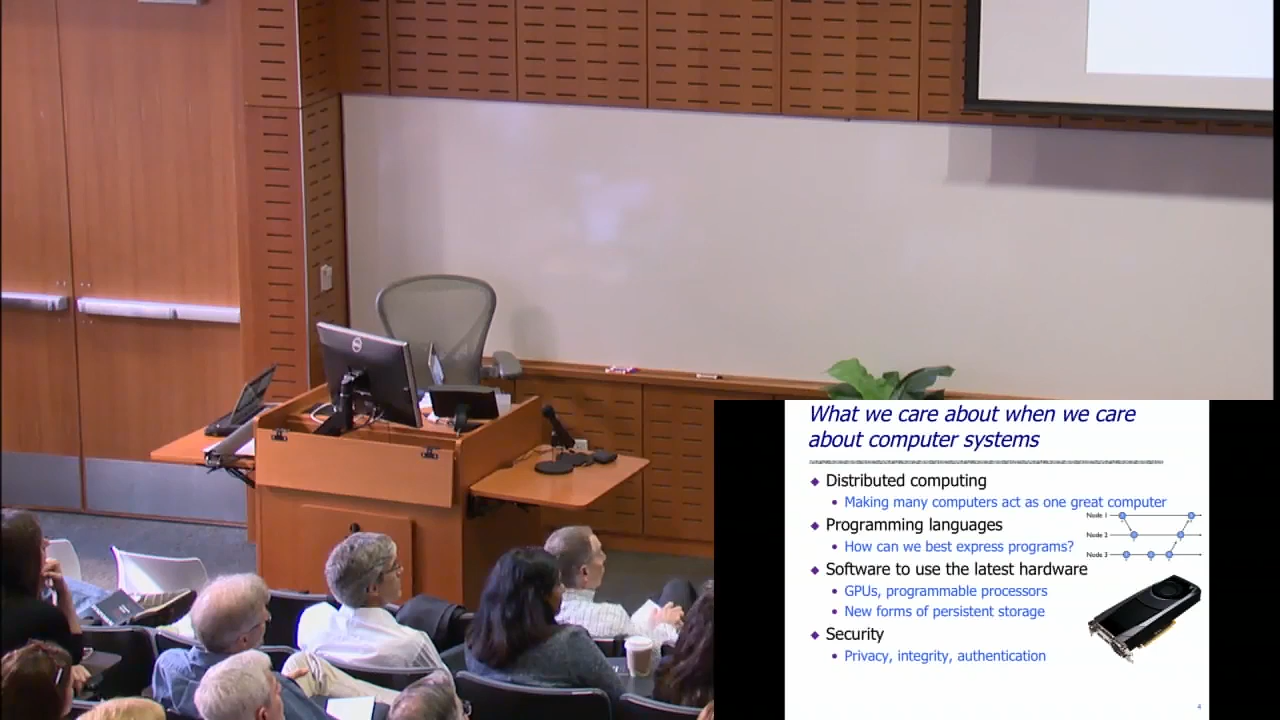 What we care about when we care
about computer systems
◆ Distributed computing
• Making many computers act as one great computer
Node 1
Node 2
Node 3
◆ Programming languages
• How can we best express programs?
◆ Software to use the latest hardware
• GPUs, programmable processors
• New forms of persistent storage
◆ Security
• Privacy, integrity, authentication
4
DELL